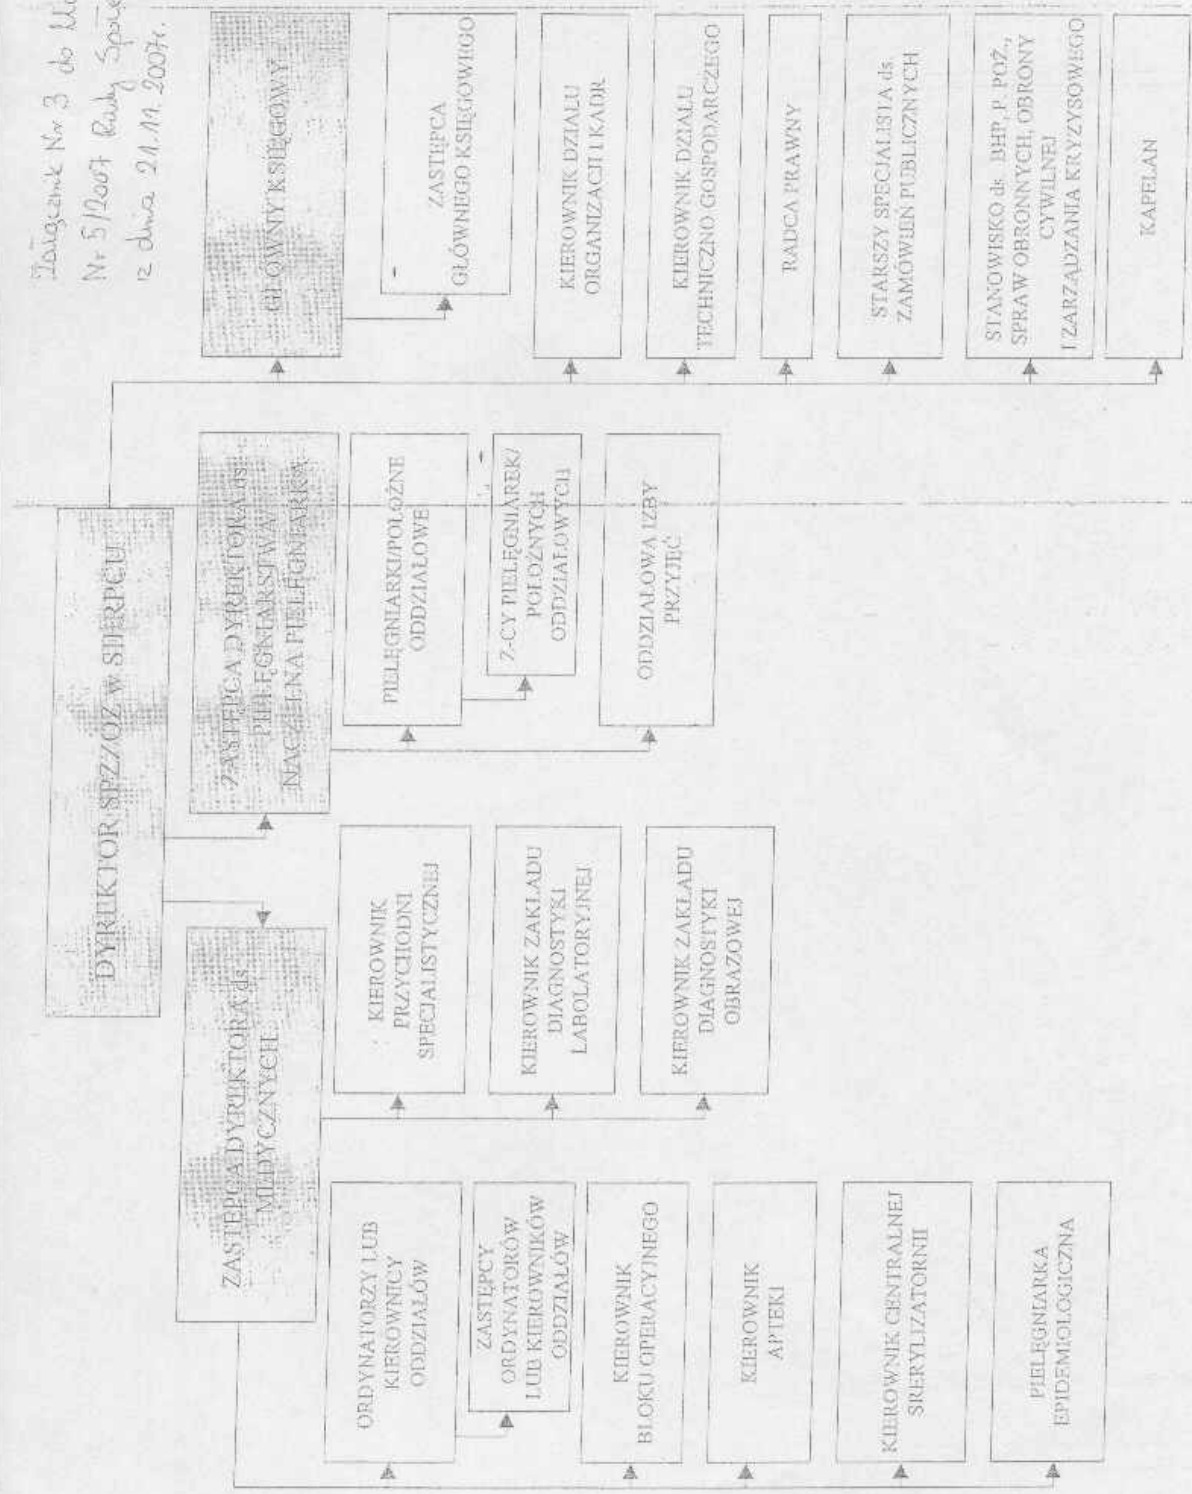 Załącznik Nr 3 do
Nr 5/2007 Rady
z dnia 21.11.2007r.
DYREKTOR SPZZOZ w SIERPCU
ZASTĘPCA DYREKTORA ds
MEDYCZNYCH
ORDYNATORZY LUB
KIEROWNICY
ODDZIAŁÓW
ZASTĘPCY
ORDYNATORÓW
LUB KIEROWNIKÓW
ODDZIAŁÓW
KIEROWNIK
BLOKU OPERACYJNEGO
KIEROWNIK
APTEKI
KIEROWNIK CENTRALNEJ
SRERYLIZATORNII
PIELĘGNIARKA
EPIDEMIOLOGICZNA
KIEROWNIK
PRZYCHODNI
SPECJALISTYCZNEJ
KIEROWNIK ZAKŁADU
DIAGNOSTYKI
LABOLATORYJNEJ
KIEROWNIK ZAKŁADU
DIAGNOSTYKI
OBRAZOWEJ
ZASTĘPCA DYREKTORA ds
PIELĘGNIARSTWA/
NACZELNA PIELĘGNIARKA
PIELĘGNIARKI/POŁOŻNE
ODDZIAŁOWE
Z-CY PIELĘGNIAREK/
POŁOŻNYCH
ODDZIAŁOWYCH
ODDZIAŁOWA IZBY
PRZYJĘĆ
GŁÓWNY KSIĘGOWY
ZASTĘPCA
GŁÓWNEGO KSIĘGOWEGO
KIEROWNIK DZIAŁU
ORGANIZACJI I KADR
KIEROWNIK DZIAŁU
TECHNICZNO GOSPODARCZEGO
RADCA PRAWNY
STARSZY SPECJALISTA ds
ZAMÓWIEŃ PUBLICZNYCH
STANOWISKO ds BHP, P. POŻ.,
SPRAW OBRONNYCH, OBRONY
CYWILNEJ
I ZARZĄDZANIA KRYZYSOWEGO
KAPELAN